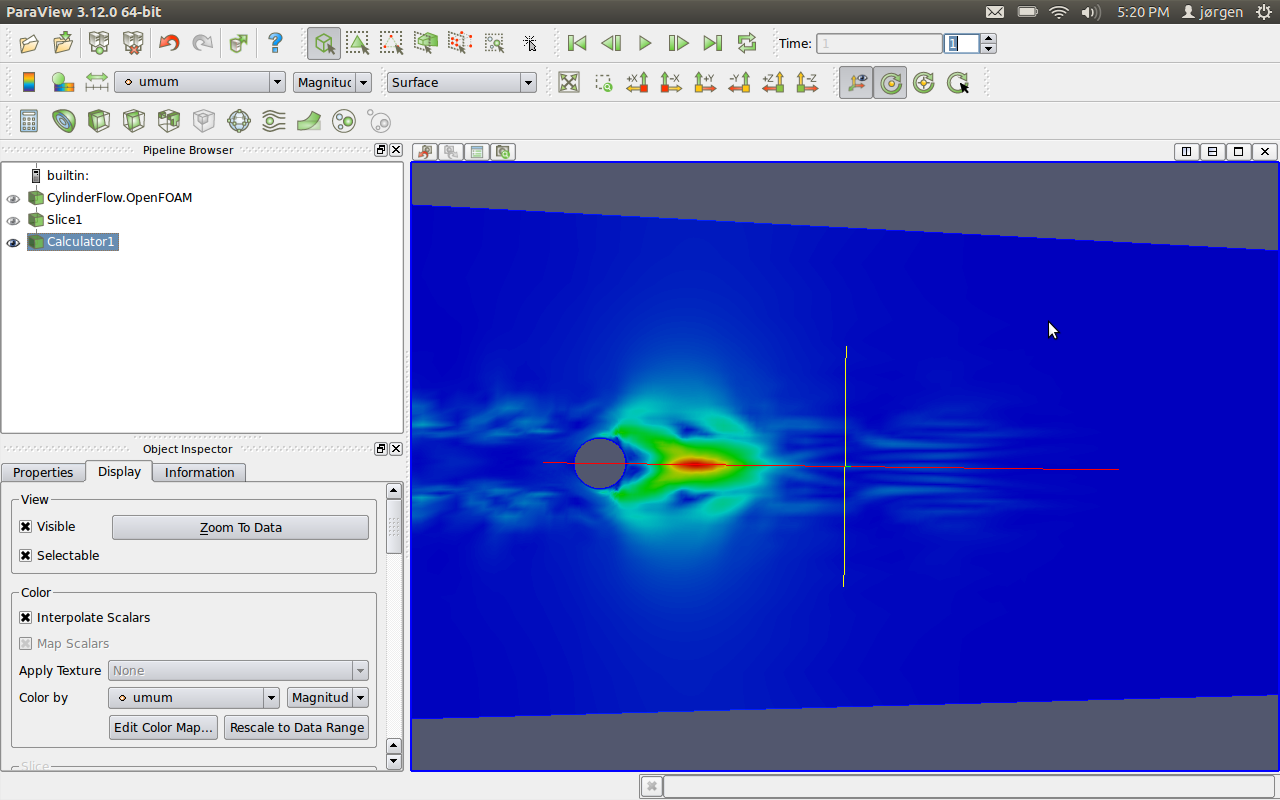 ParaView 3.12.0 64-bit
5:20 PM jørgen
Time: 1 1
umum Magnituc Surface
+X -X +Y -Y +Z -Z
Pipeline Browser
builtin:
CylinderFlow.OpenFOAM
Slice1
Calculator1
Object Inspector
Properties Display Information
View
Visible Zoom To Data
Selectable
Color
Interpolate Scalars
Map Scalars
Apply Texture None
Color by umum Magnitud
Edit Color Map... Rescale to Data Range
Slice